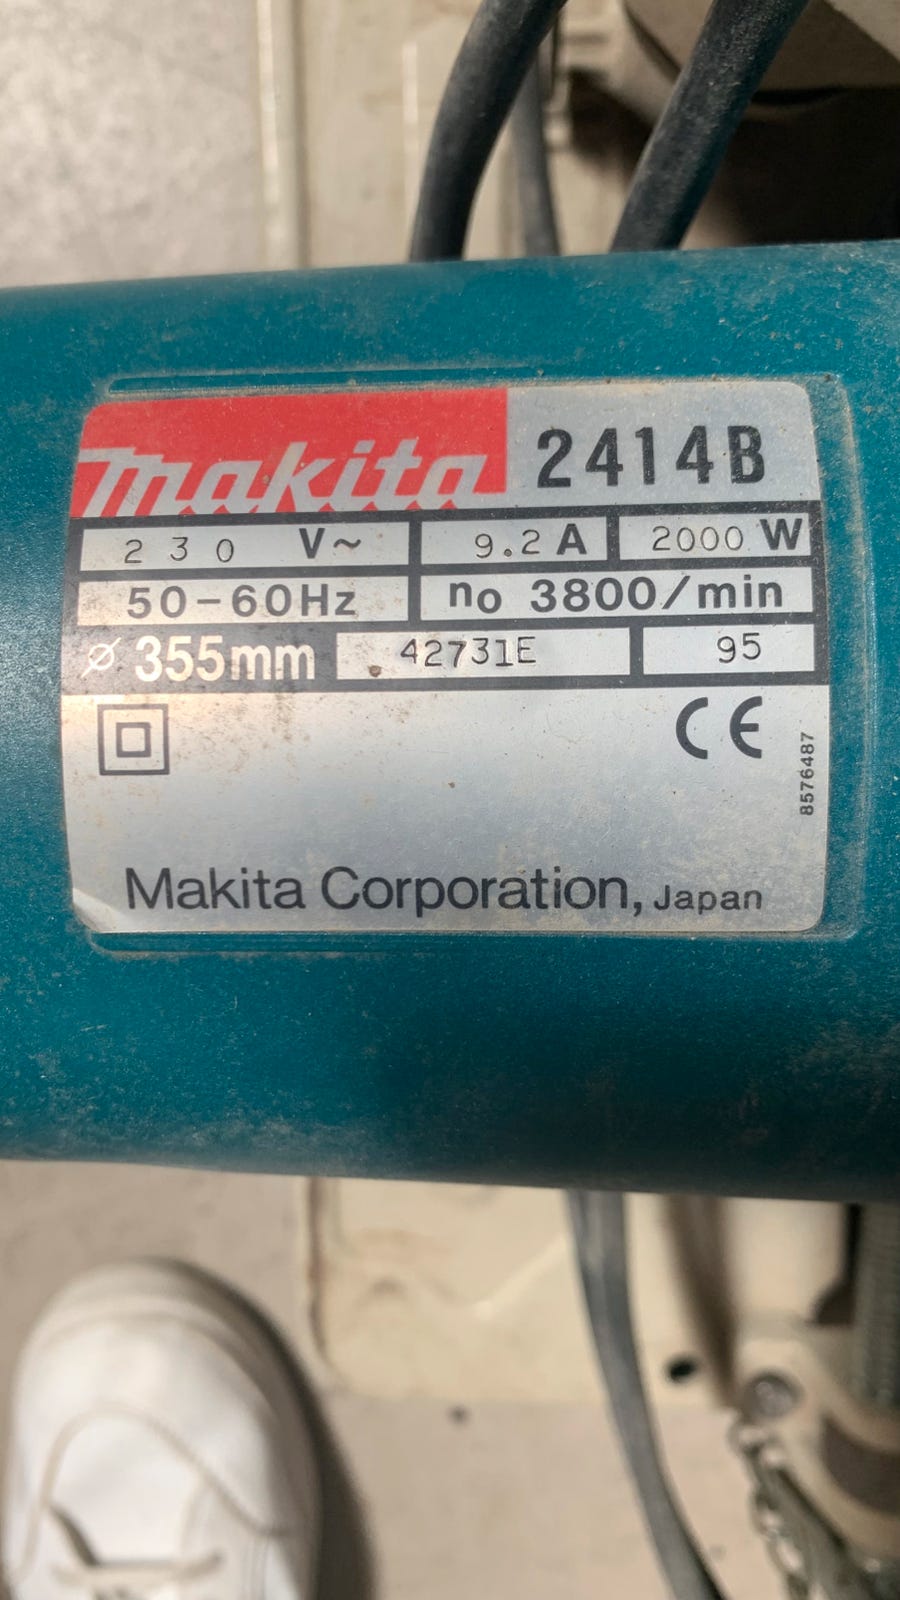 makita 2414B
230 V~ 9.2 A 2000 W
50-60Hz no 3800/min
ø 355mm 42731E 95
CE
8576487
Makita Corporation, Japan